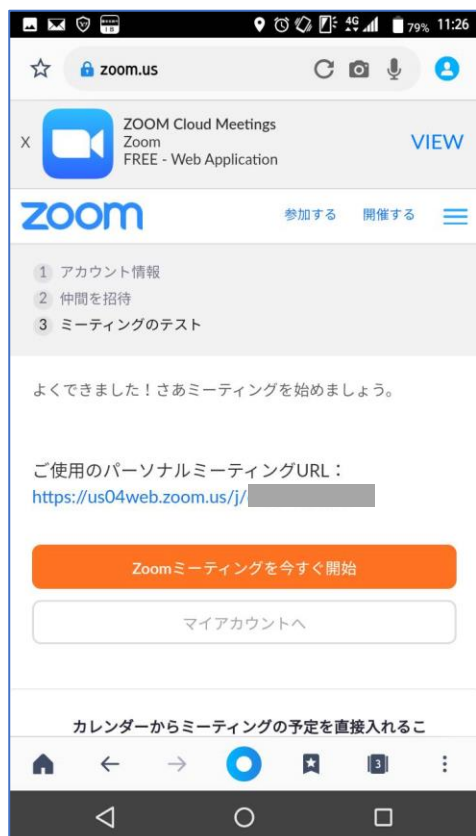 79% 11:26
4G
zoom.us
X
ZOOM Cloud Meetings
Zoom
FREE - Web Application
VIEW
zoom
参加する 開催する
1 アカウント情報
2 仲間を招待
3 ミーティングのテスト
よくできました！さあミーティングを始めましょう。
ご使用のパーソナルミーティングURL：
https://us04web.zoom.us/j/
Zoomミーティングを今すぐ開始
マイアカウントへ
カレンダーからミーティングの予定を直接入れるこ
3